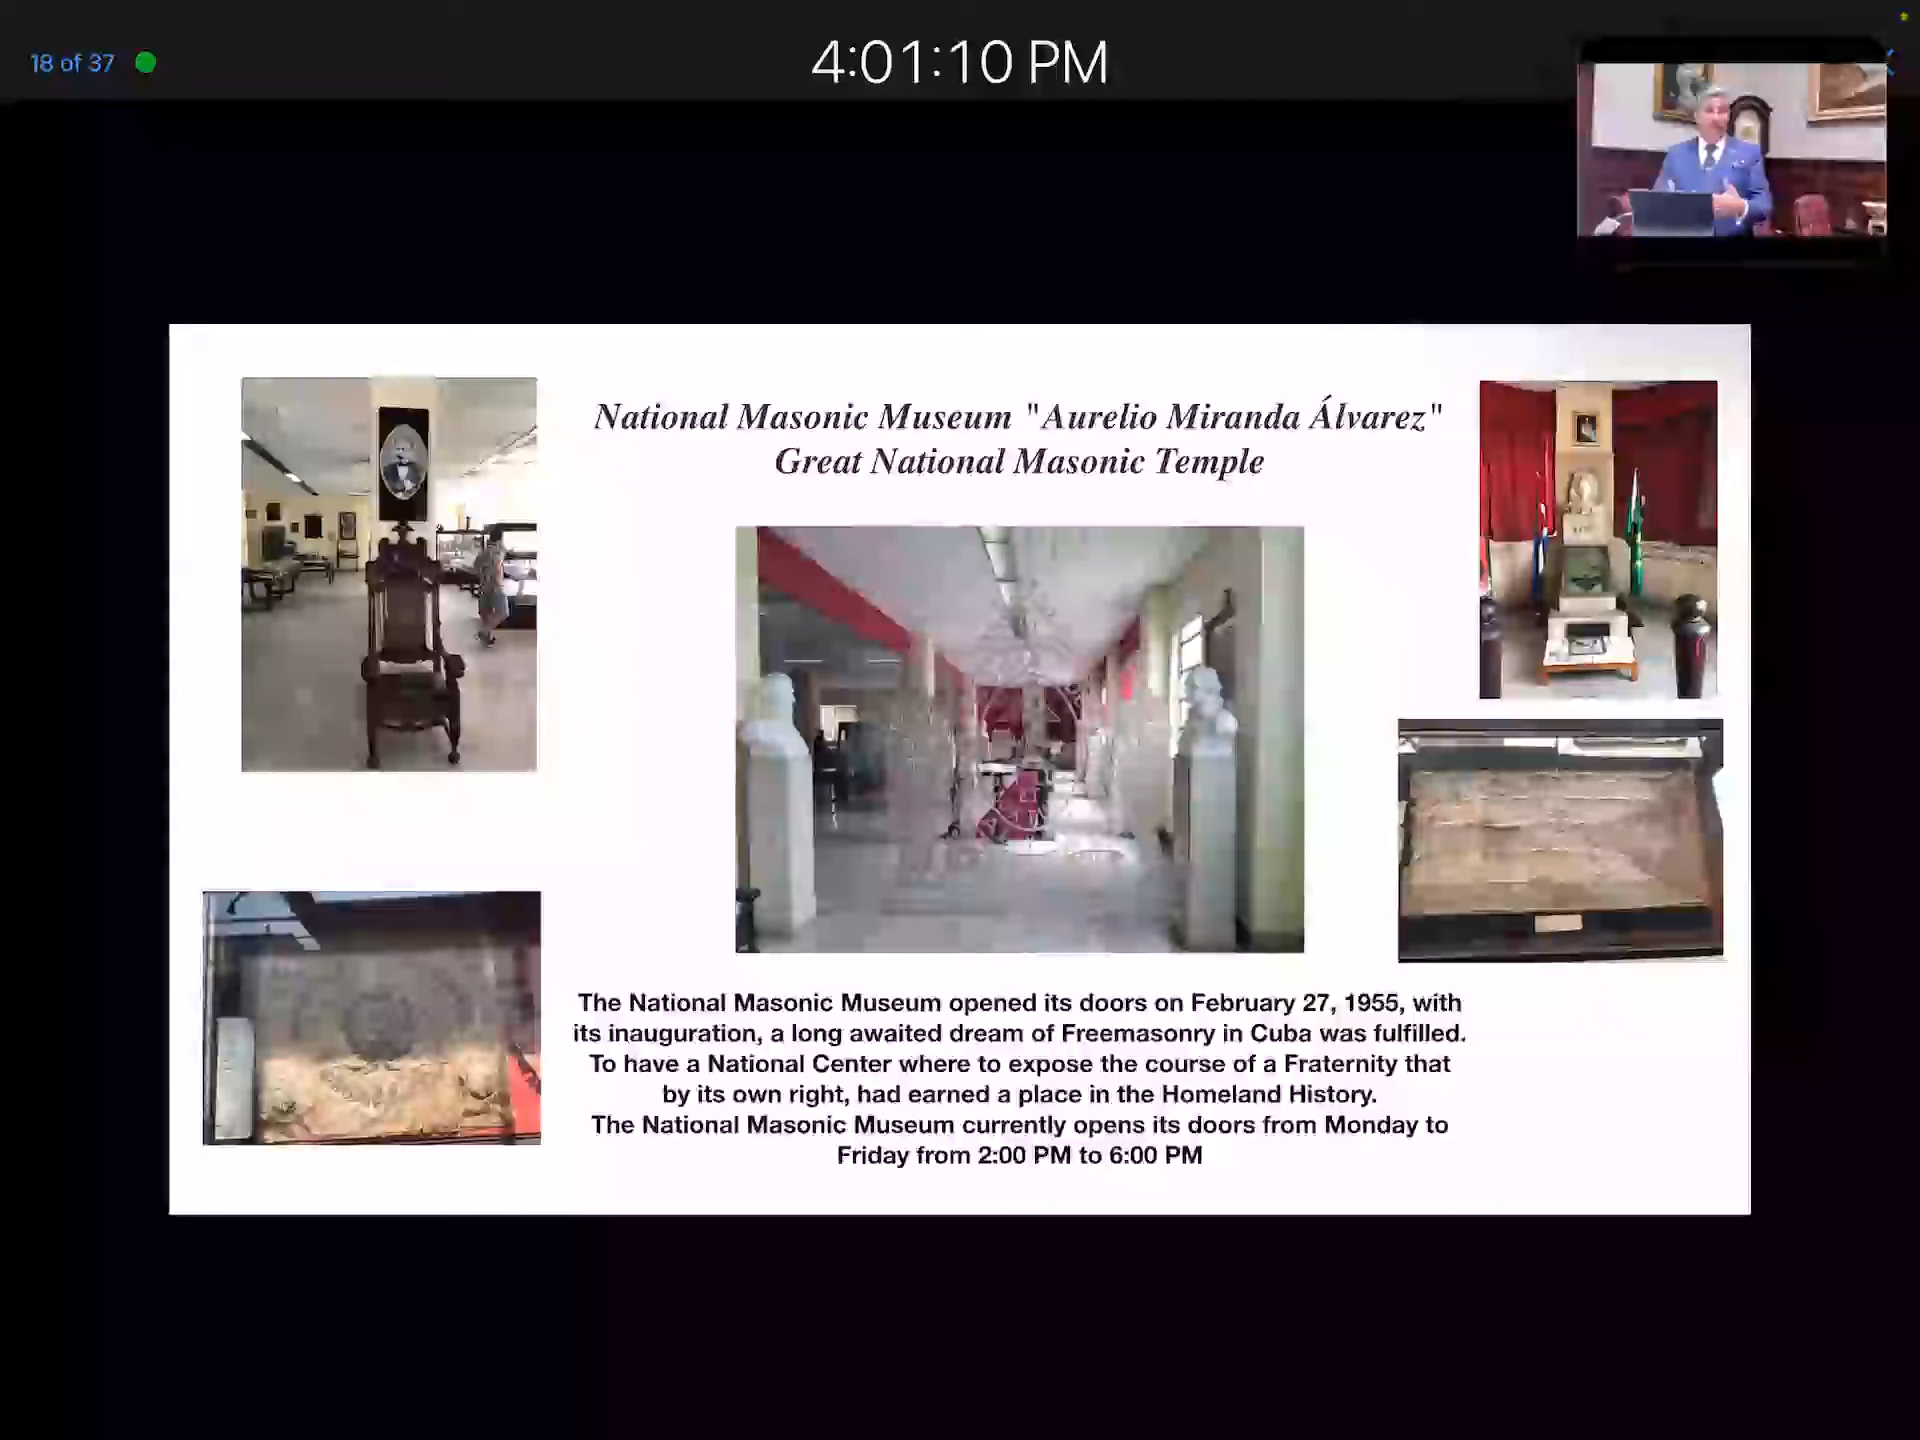 18 of 37
4:01:10 PM
National Masonic Museum "Aurelio Miranda Álvarez"
Great National Masonic Temple
The National Masonic Museum opened its doors on February 27, 1955, with
its inauguration, a long awaited dream of Freemasonry in Cuba was fulfilled.
To have a National Center where to expose the course of a Fraternity that
by its own right, had earned a place in the Homeland History.
The National Masonic Museum currently opens its doors from Monday to
Friday from 2:00 PM to 6:00 PM